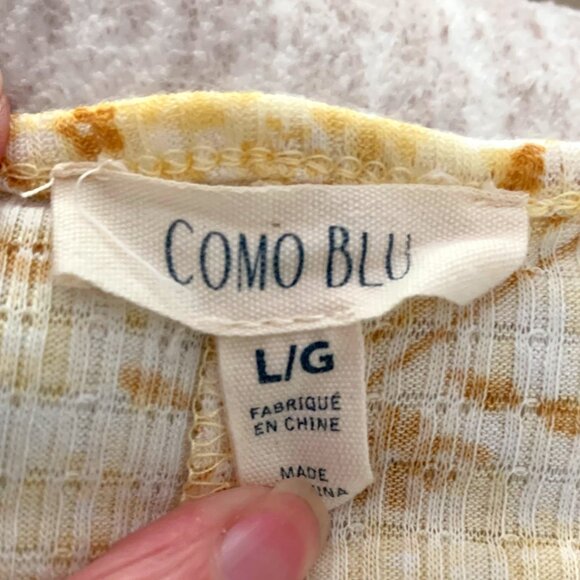 COMO BLU
L/G
FABRIQUÉ
EN CHINE
MADE